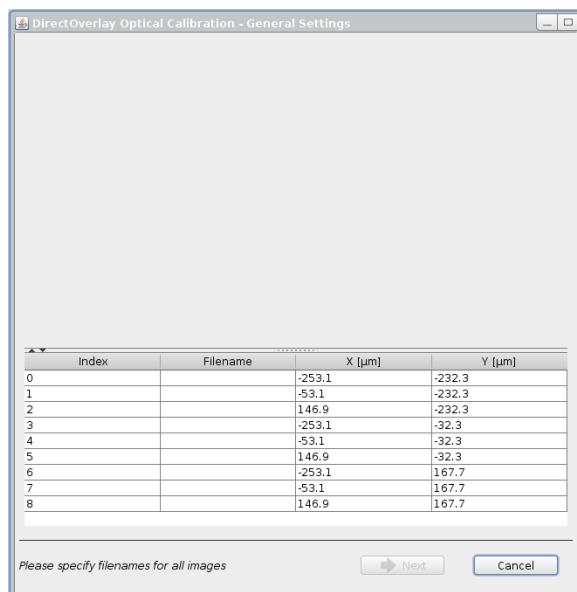 DirectOverlay Optical Calibration - General Settings
Index Filename X [µm] Y [µm]
0 -253.1 -232.3
1 -53.1 -232.3
2 146.9 -232.3
3 -253.1 -32.3
4 -53.1 -32.3
5 146.9 -32.3
6 -253.1 167.7
7 -53.1 167.7
8 146.9 167.7
Please specify filenames for all images Next Cancel